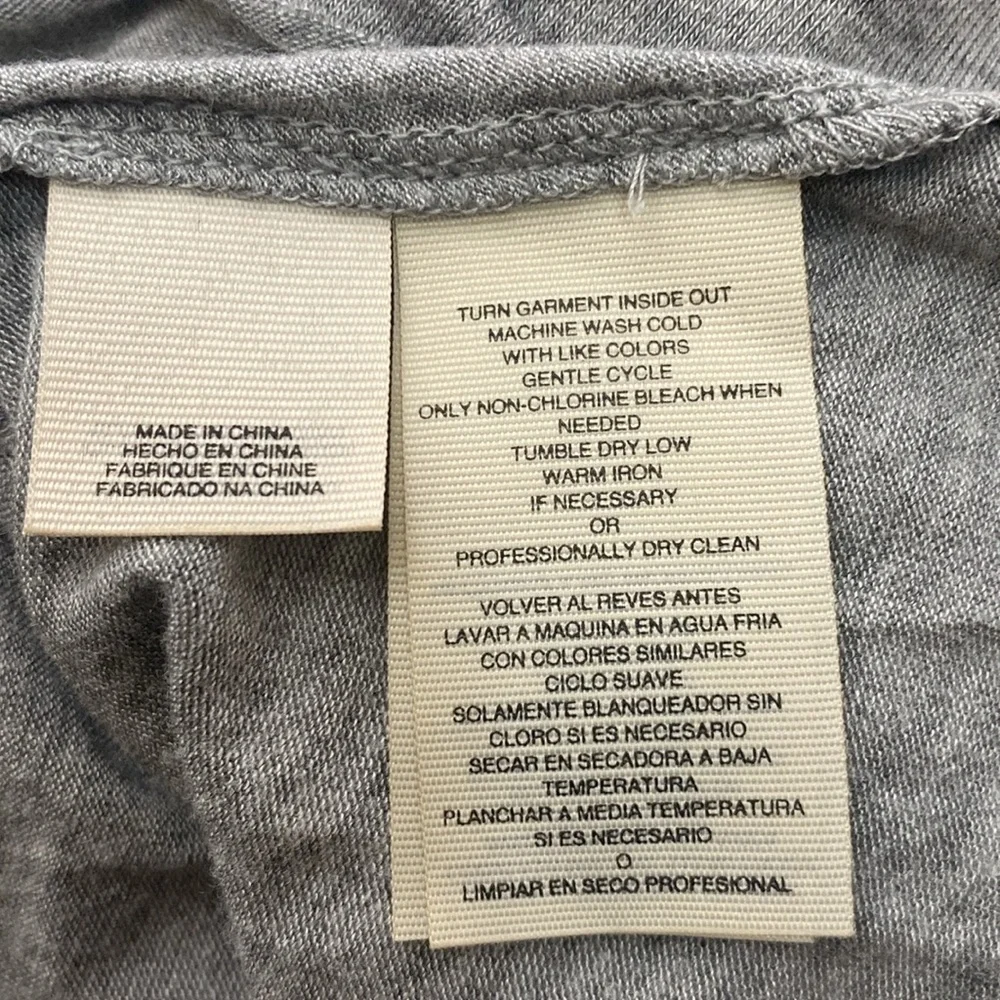 MADE IN CHINA
HECHO EN CHINA
FABRIQUE EN CHINE
FABRICADO NA CHINA
TURN GARMENT INSIDE OUT
MACHINE WASH COLD
WITH LIKE COLORS
GENTLE CYCLE
ONLY NON-CHLORINE BLEACH WHEN
NEEDED
TUMBLE DRY LOW
WARM IRON
IF NECESSARY
OR
PROFESSIONALLY DRY CLEAN
VOLVER AL REVES ANTES
LAVAR A MAQUINA EN AGUA FRIA
CON COLORES SIMILARES
CICLO SUAVE
SOLAMENTE BLANQUEADOR SIN
CLORO SI ES NECESARIO
SECAR EN SECADORA A BAJA
TEMPERATURA
PLANCHAR A MEDIA TEMPERATURA
SI ES NECESARIO
O
LIMPIAR EN SECO PROFESIONAL